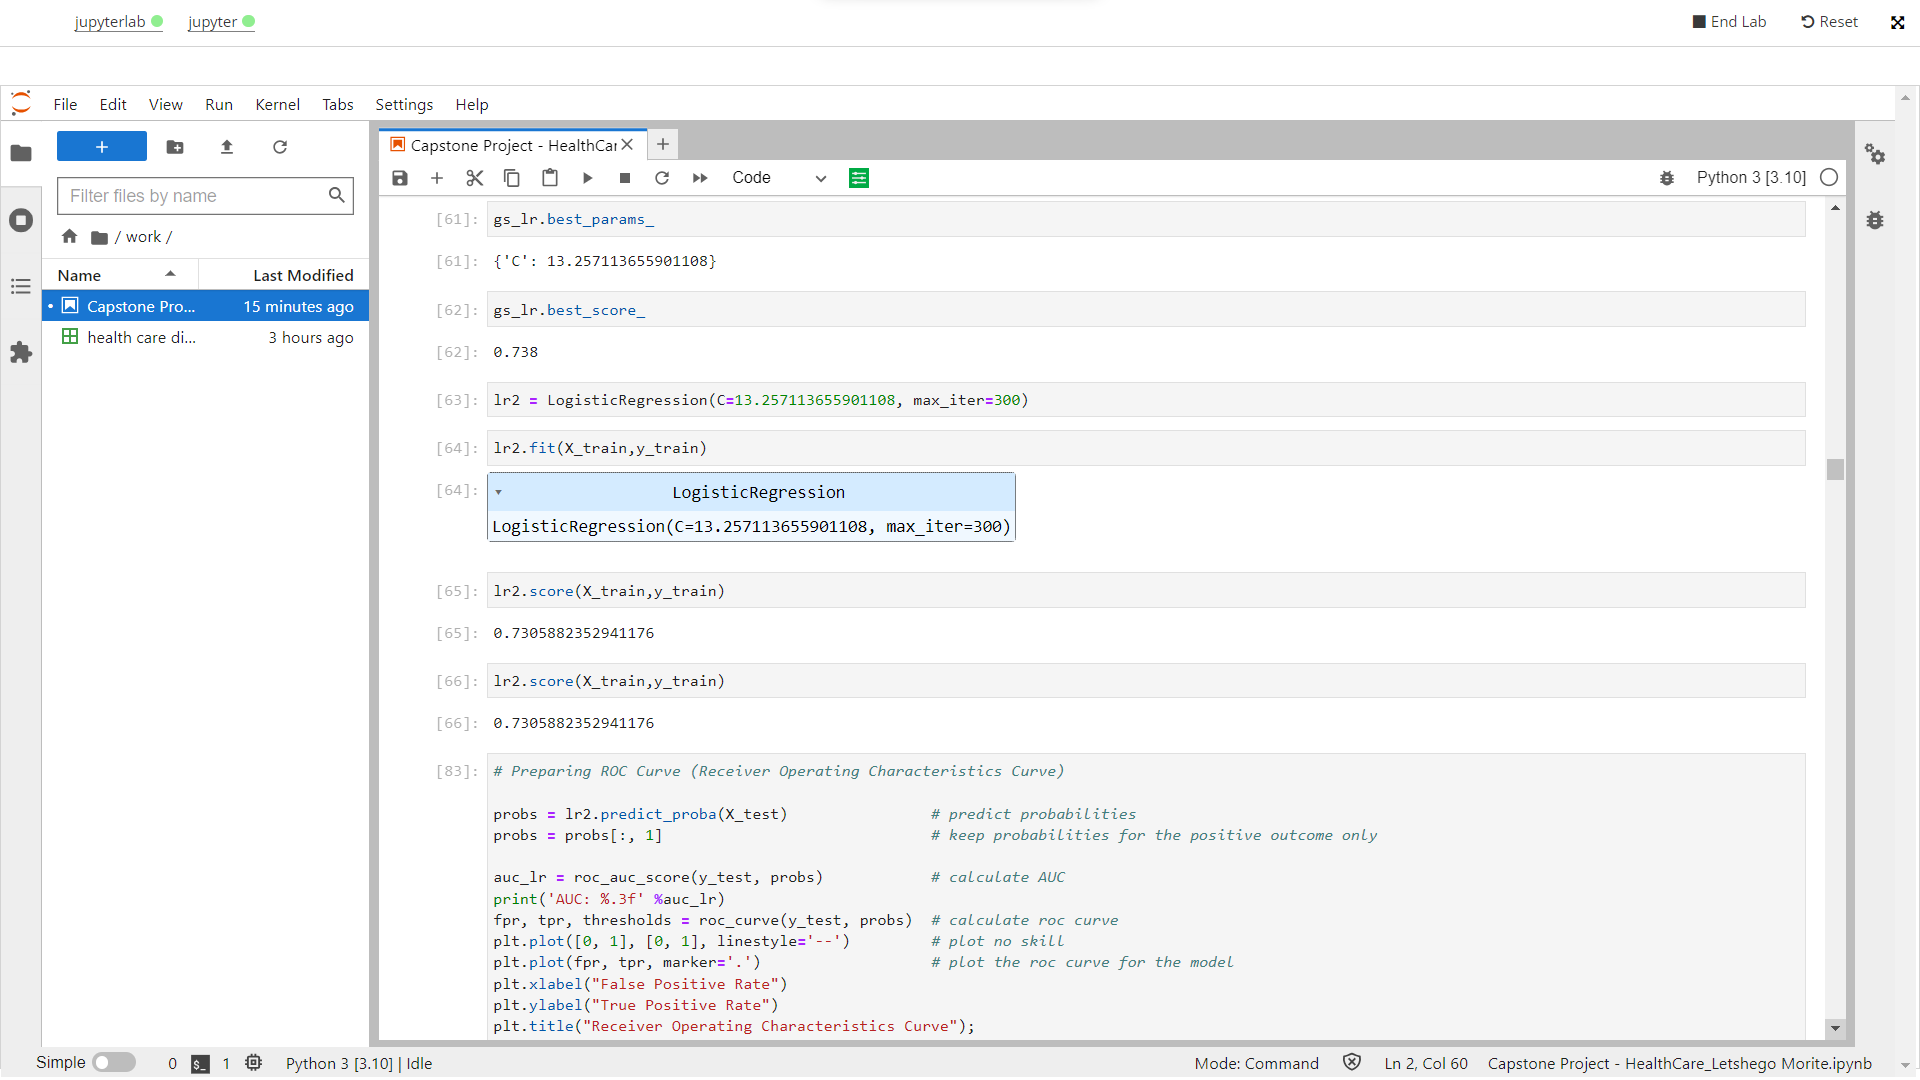 jupyterlab jupyter End Lab Reset
File Edit View Run Kernel Tabs Settings Help
Capstone Project - HealthCar
Filter files by name
Code Python 3 [3.10]
/ work /
Name Last Modified
Capstone Pro... 15 minutes ago
health care di... 3 hours ago
[61]: gs_lr.best_params_
[61]: {'C': 13.257113655901108}
[62]: gs_lr.best_score_
[62]: 0.738
[63]: lr2 = LogisticRegression(C=13.257113655901108, max_iter=300)
[64]: lr2.fit(X_train,y_train)
[64]: LogisticRegression
LogisticRegression(C=13.257113655901108, max_iter=300)
[65]: lr2.score(X_train,y_train)
[65]: 0.7305882352941176
[66]: lr2.score(X_train,y_train)
[66]: 0.7305882352941176
[83]: # Preparing ROC Curve (Receiver Operating Characteristics Curve)
probs = lr2.predict_proba(X_test) # predict probabilities
probs = probs[:, 1] # keep probabilities for the positive outcome only
auc_lr = roc_auc_score(y_test, probs) # calculate AUC
print('AUC: %.3f' %auc_lr)
fpr, tpr, thresholds = roc_curve(y_test, probs) # calculate roc curve
plt.plot([0, 1], [0, 1], linestyle='--') # plot no skill
plt.plot(fpr, tpr, marker='.') # plot the roc curve for the model
plt.xlabel("False Positive Rate")
plt.ylabel("True Positive Rate")
plt.title("Receiver Operating Characteristics Curve");
Simple 0 $_ 1 Python 3 [3.10] | Idle Mode: Command Ln 2, Col 60 Capstone Project - HealthCare_Letshego Morite.ipynb